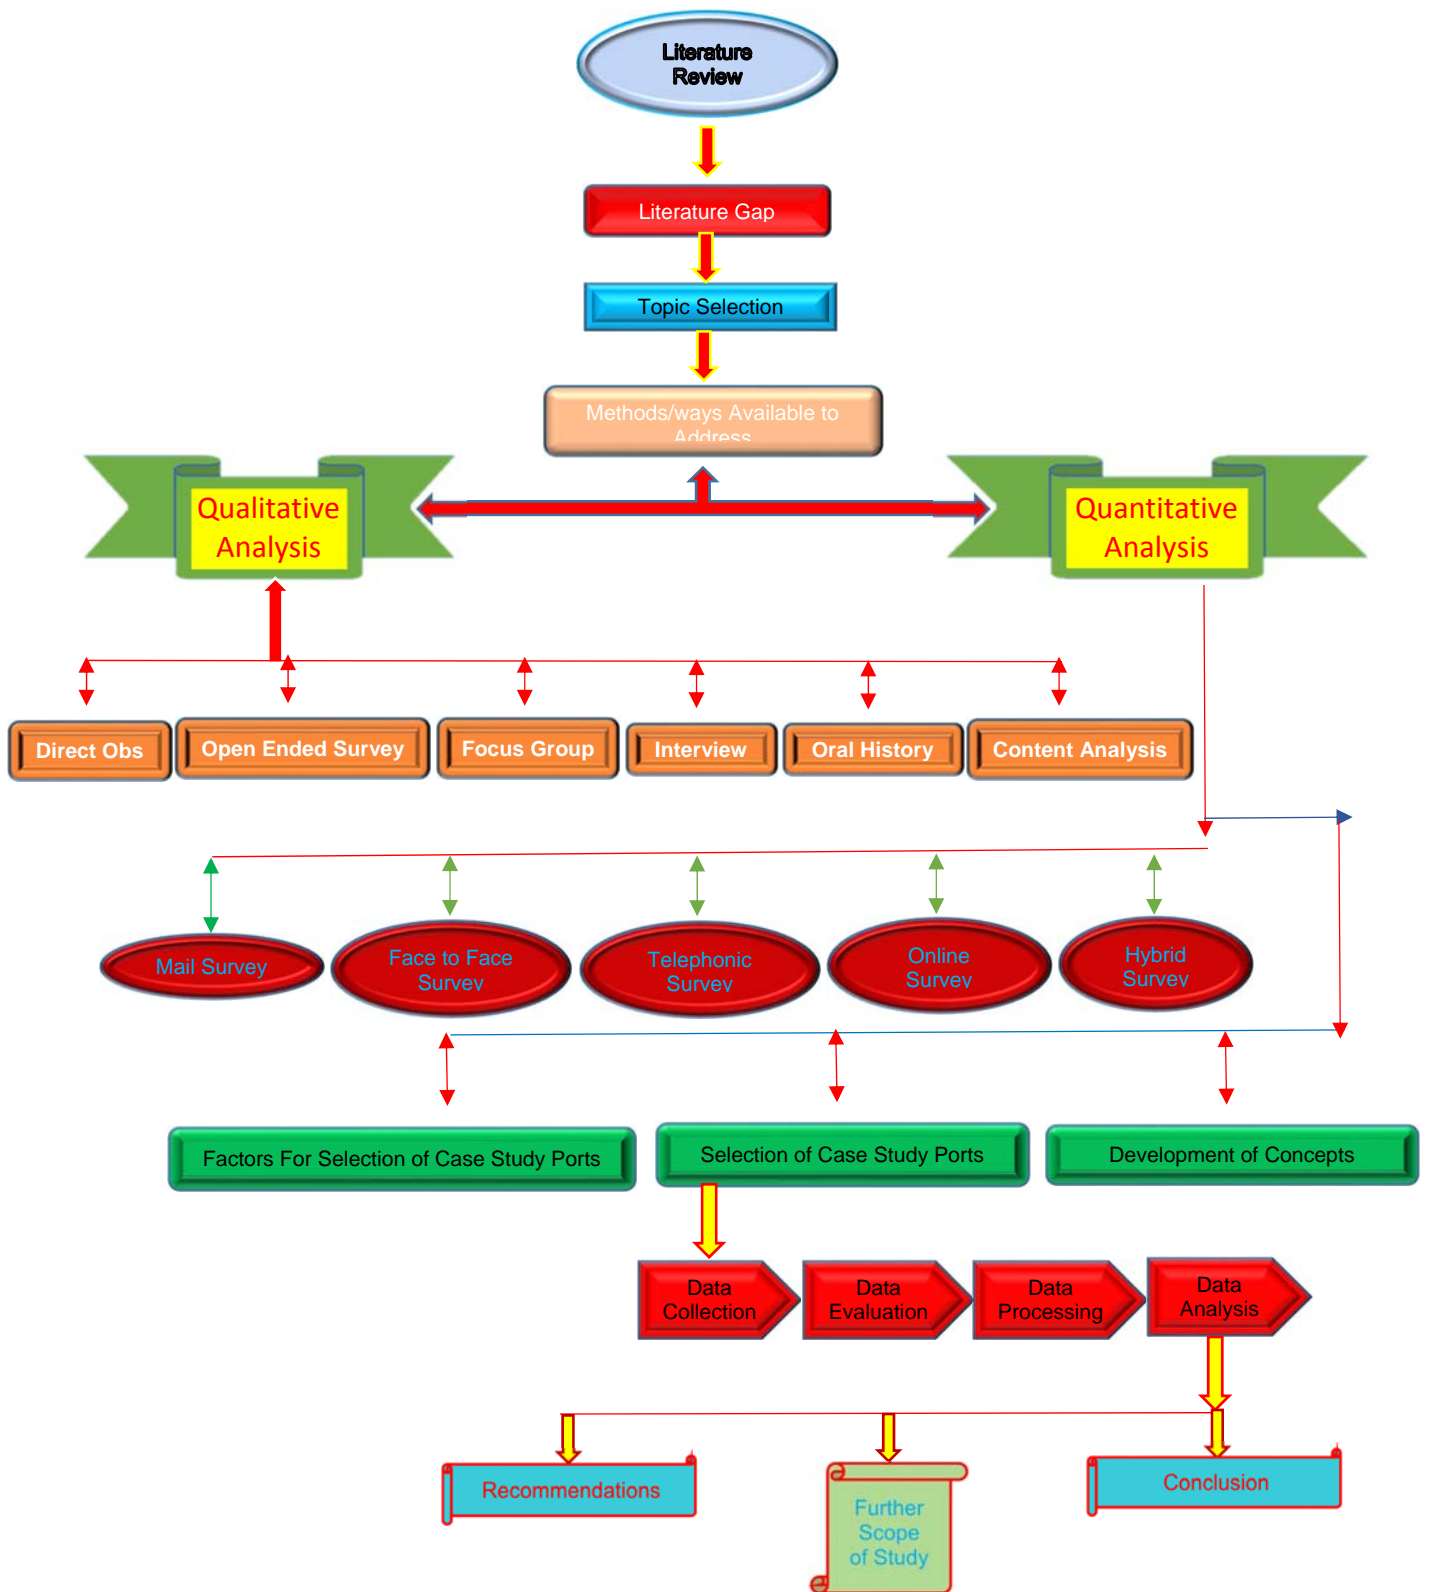 Literature
Review
Literature Gap
Topic Selection
Methods/ways Available to
Address
Qualitative
Analysis
Quantitative
Analysis
Direct Obs
Open Ended Survey
Focus Group
Interview
Oral History
Content Analysis
Mail Survey
Face to Face
Survey
Telephonic
Survey
Online
Survey
Hybrid
Survey
Factors For Selection of Case Study Ports
Selection of Case Study Ports
Development of Concepts
Data
Collection
Data
Evaluation
Data
Processing
Data
Analysis
Recommendations
Further
Scope
of Study
Conclusion